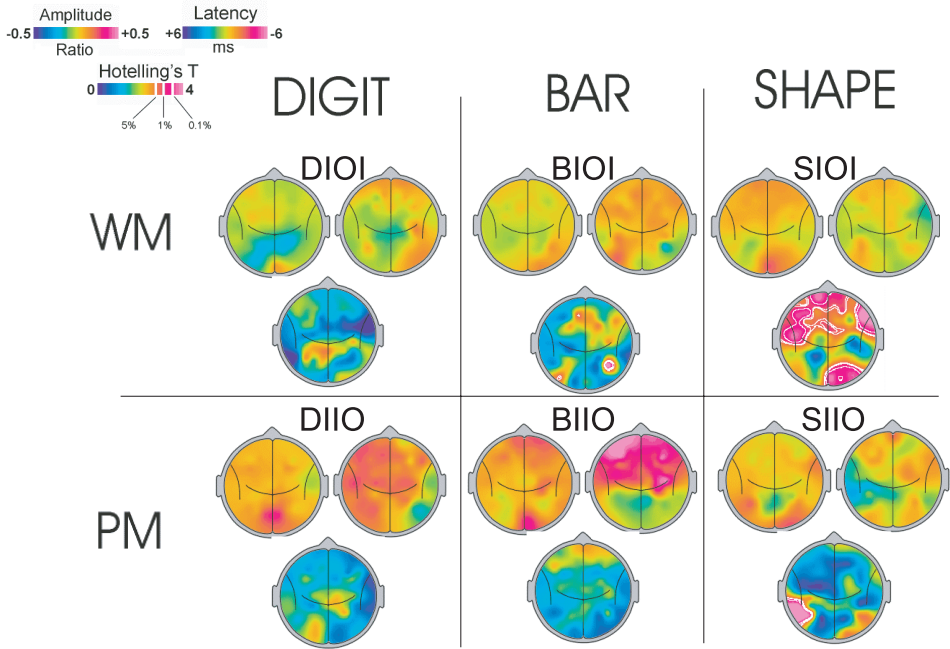 Amplitude Latency
-0.5 +0.5 +6 -6
Ratio ms
Hotelling's T
0 4
5% 1% 0.1%
DIGIT BAR SHAPE
WM
DIOI BIOI SIOI
PM
DIIO BIIO SIIO